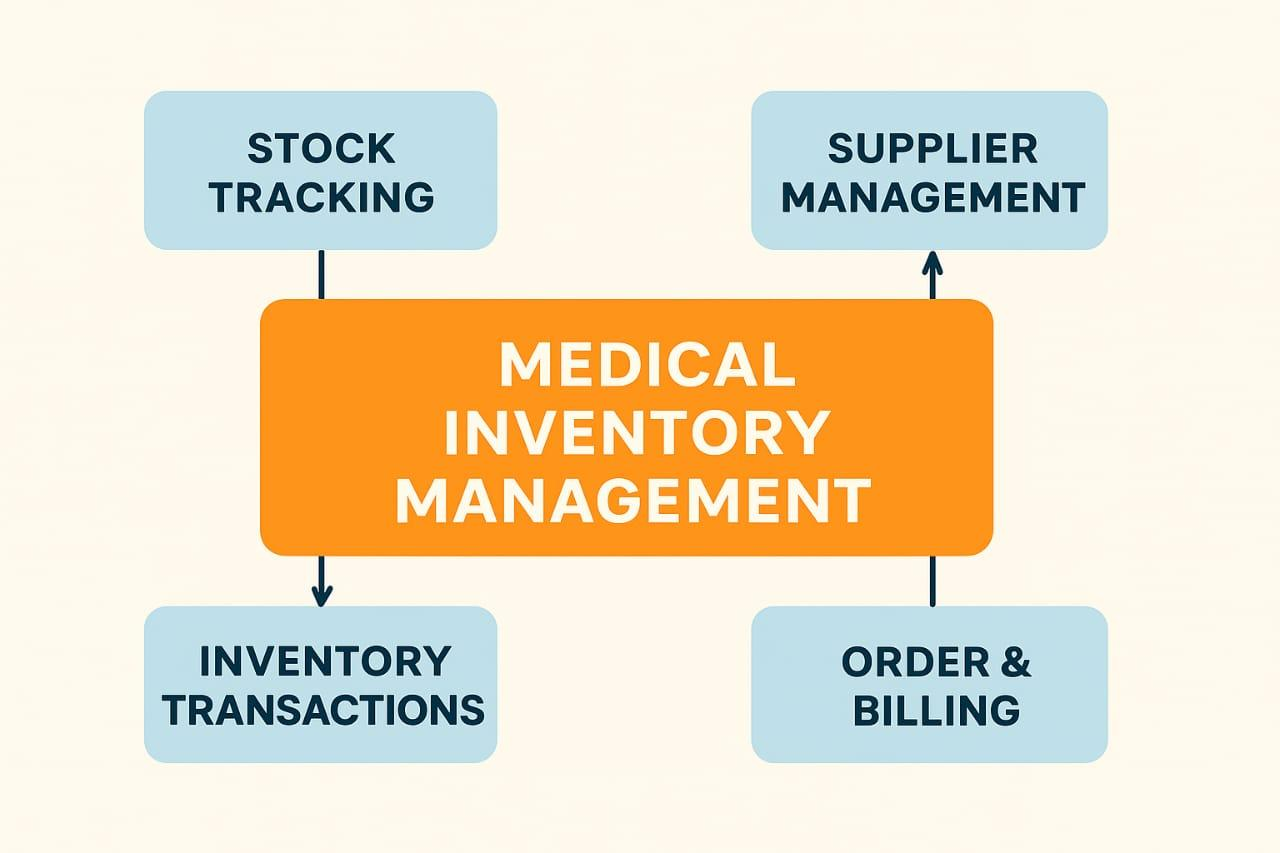 STOCK
TRACKING
SUPPLIER
MANAGEMENT
MEDICAL
INVENTORY
MANAGEMENT
INVENTORY
TRANSACTIONS
ORDER &
BILLING